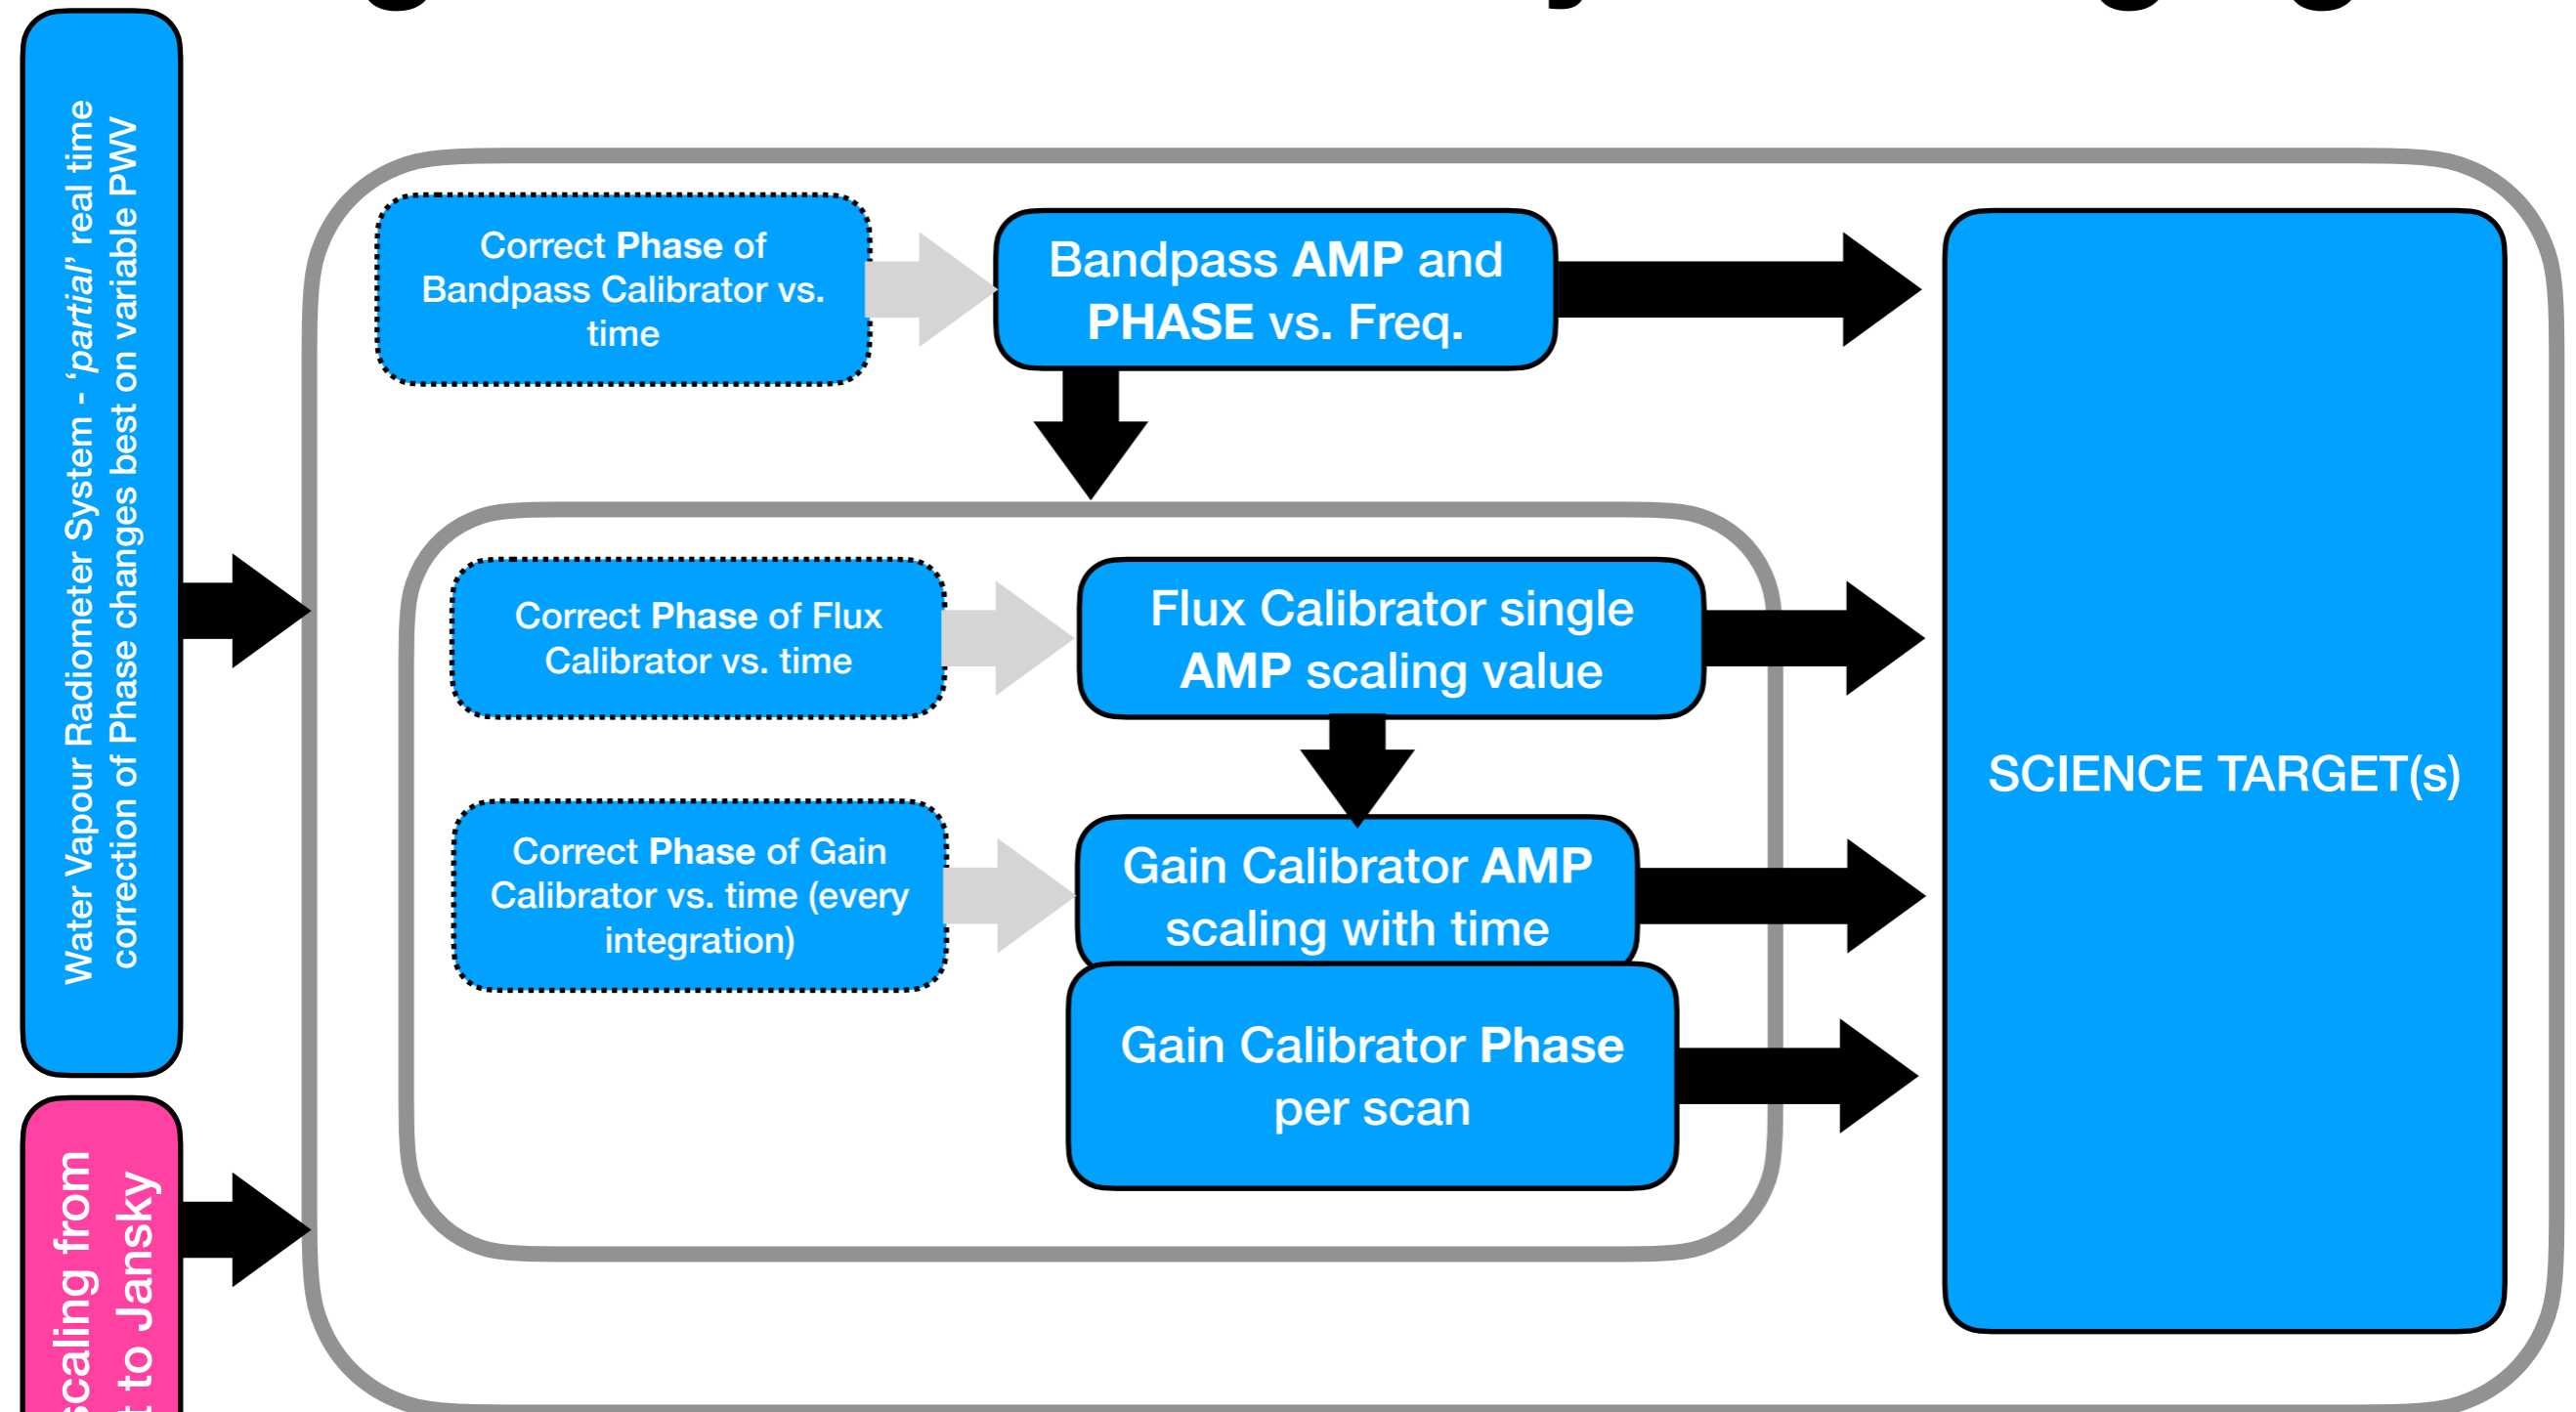 Water Vapour Radiometer System - ‘partial’ real time
correction of Phase changes best on variable PWV
Correct Phase of
Bandpass Calibrator vs.
time
Bandpass AMP and
PHASE vs. Freq.
Correct Phase of Flux
Calibrator vs. time
Flux Calibrator single
AMP scaling value
Correct Phase of Gain
Calibrator vs. time (every
integration)
Gain Calibrator AMP
scaling with time
Gain Calibrator Phase
per scan
SCIENCE TARGET(s)
scaling from
to Jansky